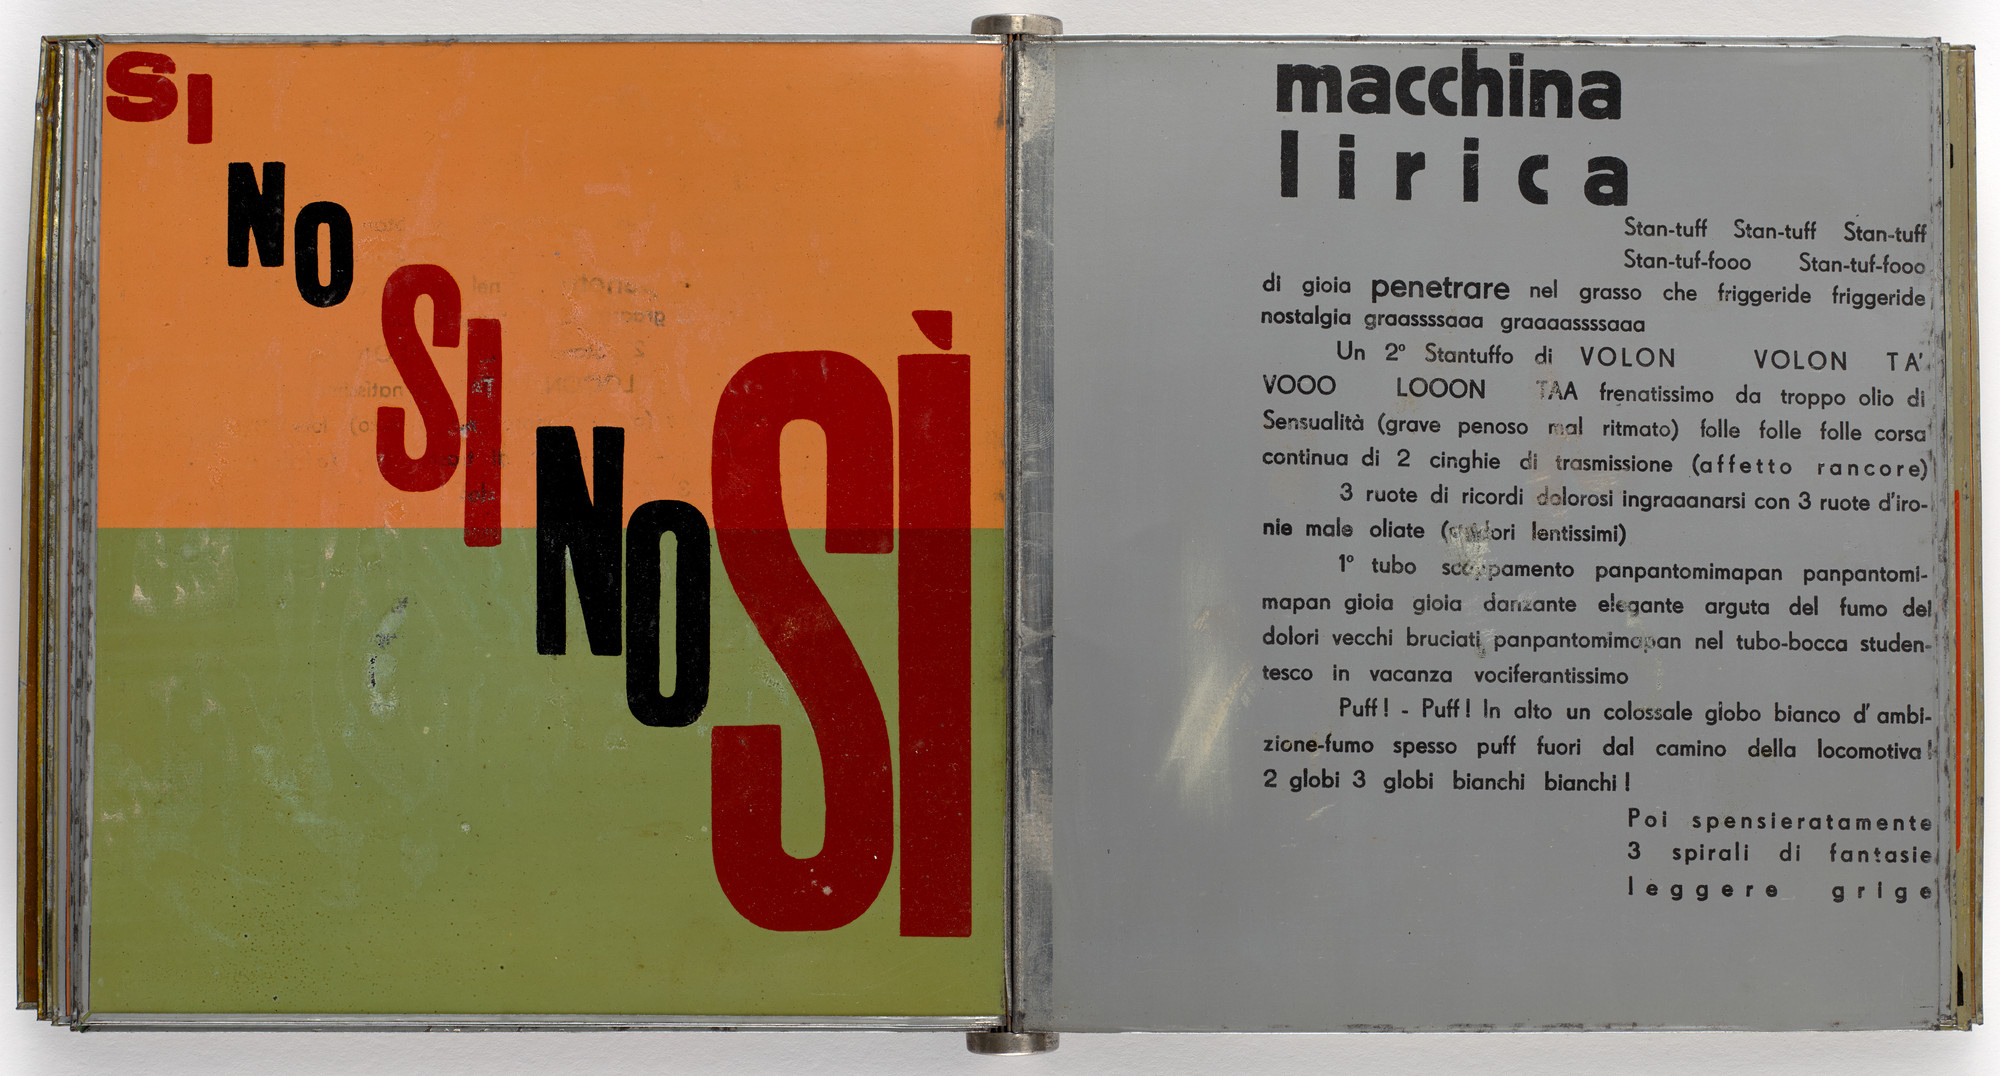 SI
NO
SI
NO
SÌ
macchina
lirica
Stan-tuff Stan-tuff Stan-tuff
Stan-tuf-fooo Stan-tuf-fooo
di gioia penetrare nel grasso che friggeride friggeride
nostalgia graassssaaa graaaassssaaa
Un 2° Stantuffo di VOLON VOLON TA'
VOOO LOOON TAA frenatissimo da troppo olio di
Sensualità (grave penoso mal ritmato) folle folle folle corsa
continua di 2 cinghie di trasmissione (affetto rancore)
3 ruote di ricordi dolorosi ingraaanarsi con 3 ruote d'iro-
nie male oliate ( lentissimi)
1° tubo scappamento panpantomimapan panpantomi-
mapan gioia gioia danzante elegante arguta del fumo dei
dolori vecchi bruciati panpantomimapan nel tubo-bocca studen-
tesco in vacanza vociferantissimo
Puff! - Puff! In alto un colossale globo bianco d' ambi-
zione-fumo spesso puff fuori dal camino della locomotiva!
2 globi 3 globi bianchi bianchi!
Poi spensieratamente
3 spirali di fantasie
leggere grige